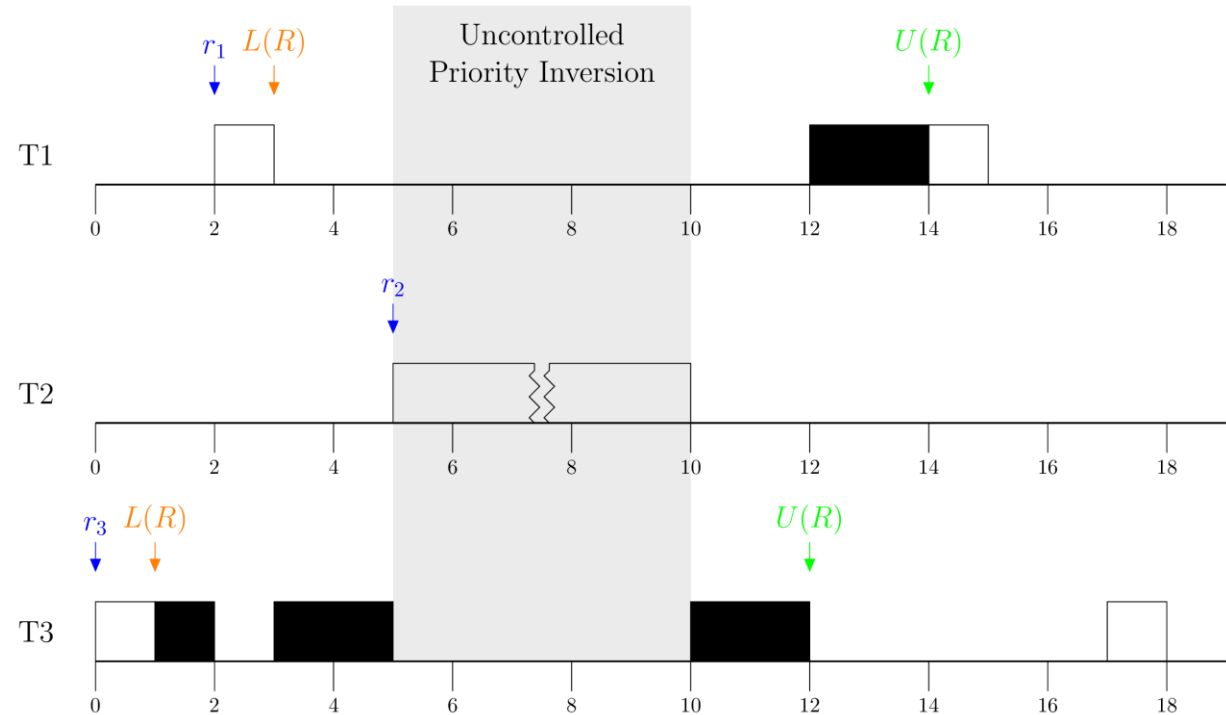 Uncontrolled
Priority Inversion
r₁ L(R) U(R)
T1
0 2 4 6 8 10 12 14 16 18
r₂
T2
0 2 4 6 8 10 12 14 16 18
r₃ L(R) U(R)
T3
0 2 4 6 8 10 12 14 16 18